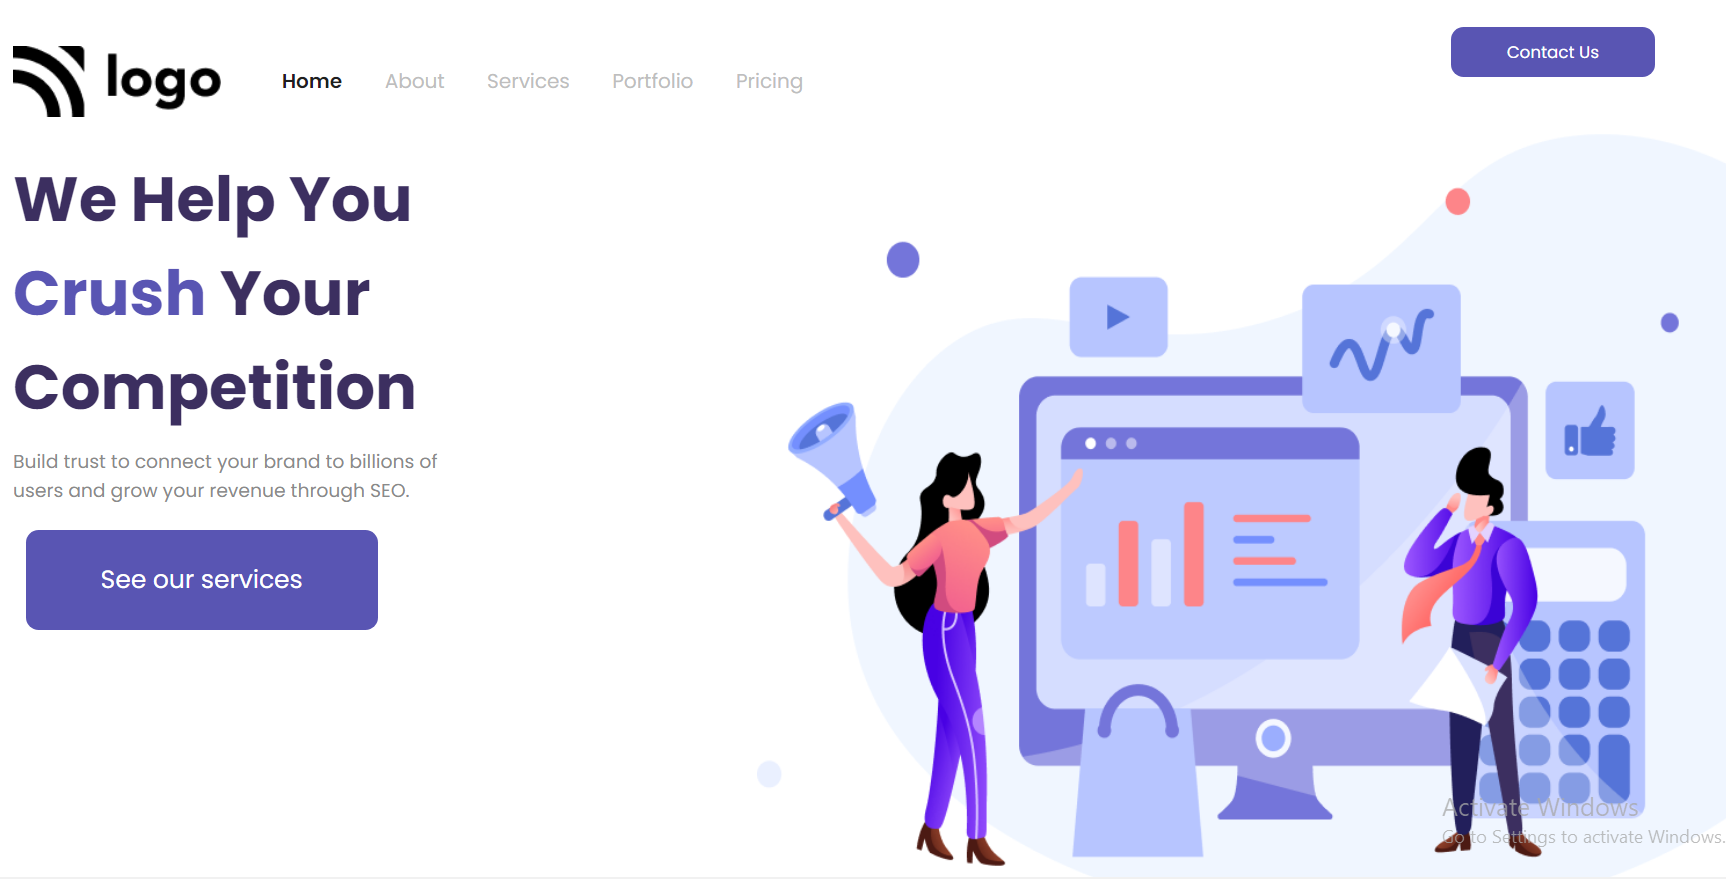 logo
Home About Services Portfolio Pricing
Contact Us
We Help You
Crush Your
Competition
Build trust to connect your brand to billions of
users and grow your revenue through SEO.
See our services
Activate Windows
Go to Settings to activate Windows.